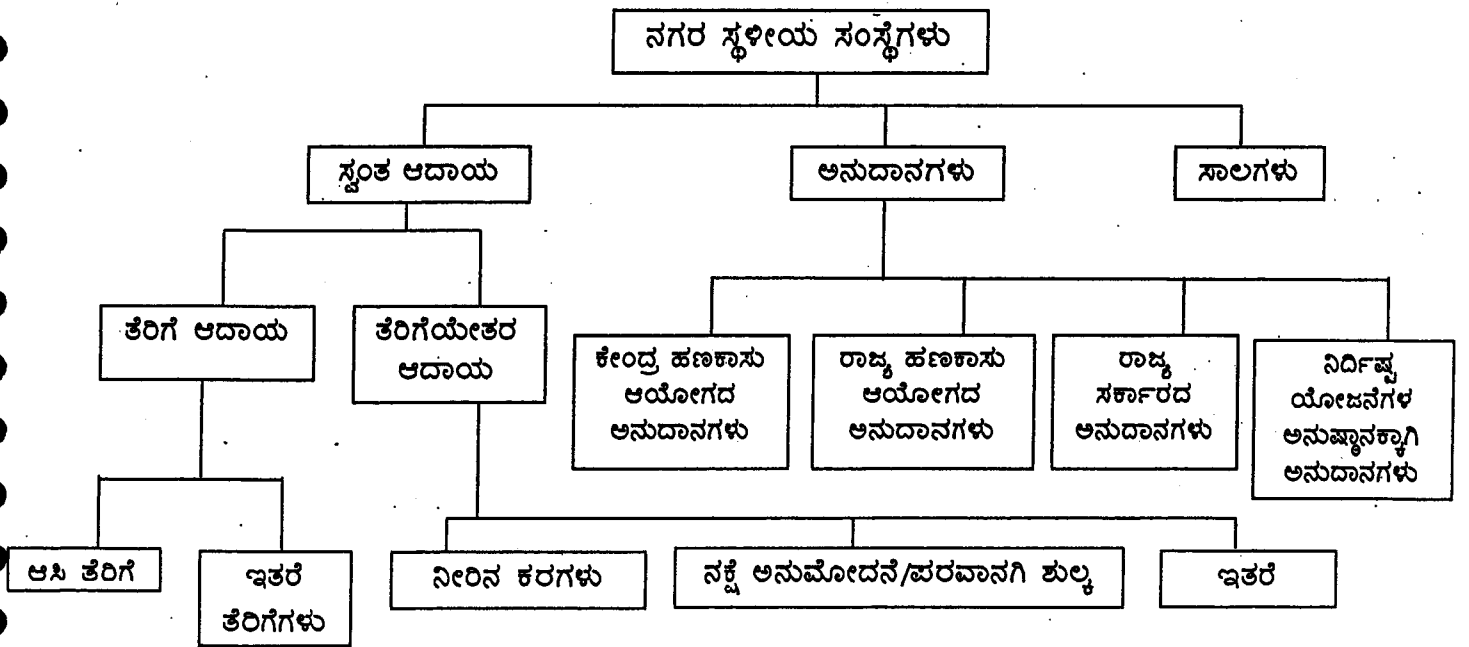 ನಗರ ಸ್ಥಳೀಯ ಸಂಸ್ಥೆಗಳು
ಸ್ವಂತ ಆದಾಯ
ಅನುದಾನಗಳು
ಸಾಲಗಳು
ತೆರಿಗೆ ಆದಾಯ
ತೆರಿಗೆಯೇತರ
ಆದಾಯ
ಕೇಂದ್ರ ಹಣಕಾಸು
ಆಯೋಗದ
ಅನುದಾನಗಳು
ರಾಜ್ಯ ಹಣಕಾಸು
ಆಯೋಗದ
ಅನುದಾನಗಳು
ರಾಜ್ಯ
ಸರ್ಕಾರದ
ಅನುದಾನಗಳು
ನಿರ್ದಿಷ್ಟ
ಯೋಜನೆಗಳ
ಅನುಷ್ಠಾನಕ್ಕಾಗಿ
ಅನುದಾನಗಳು
ಆಸಿ ತೆರಿಗೆ
ಇತರೆ
ತೆರಿಗೆಗಳು
ನೀರಿನ ಕರಗಳು
ನಕ್ಷೆ ಅನುಮೋದನೆ/ಪರವಾನಗಿ ಶುಲ್ಕ
ಇತರೆ